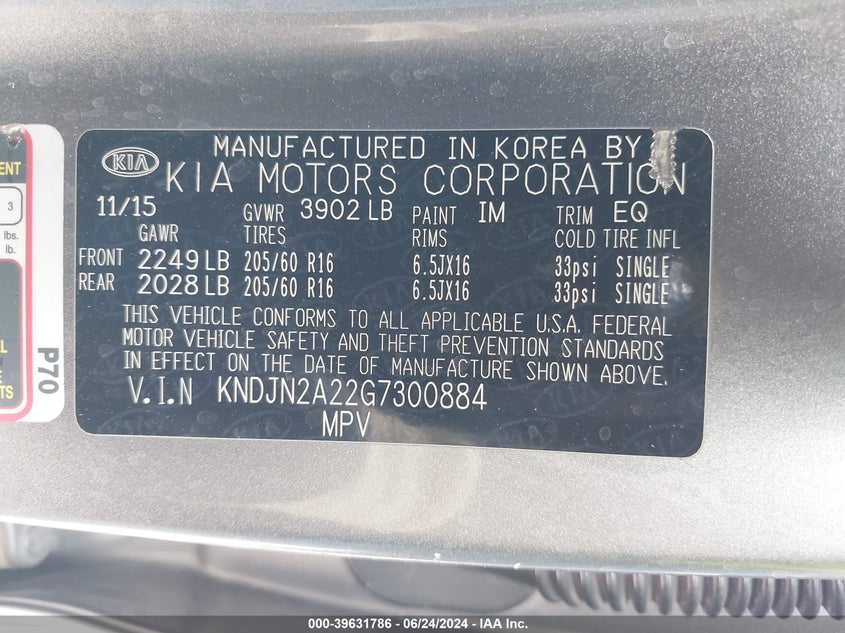 MENT
3
lbs.
lb.
P70
KIA
MANUFACTURED IN KOREA BY
KIA MOTORS CORPORATION
11/15 GVWR 3902 LB PAINT IM TRIM EQ
GAWR TIRES RIMS COLD TIRE INFL
FRONT 2249 LB 205/60 R16 6.5JX16 33psi SINGLE
REAR 2028 LB 205/60 R16 6.5JX16 33psi SINGLE
THIS VEHICLE CONFORMS TO ALL APPLICABLE U.S.A. FEDERAL
MOTOR VEHICLE SAFETY AND THEFT PREVENTION STANDARDS
IN EFFECT ON THE DATE OF MANUFACTURE SHOWN ABOVE.
V.I.N KNDJN2A22G7300884
MPV
000-39631786 - 06/24/2024 - IAA Inc.